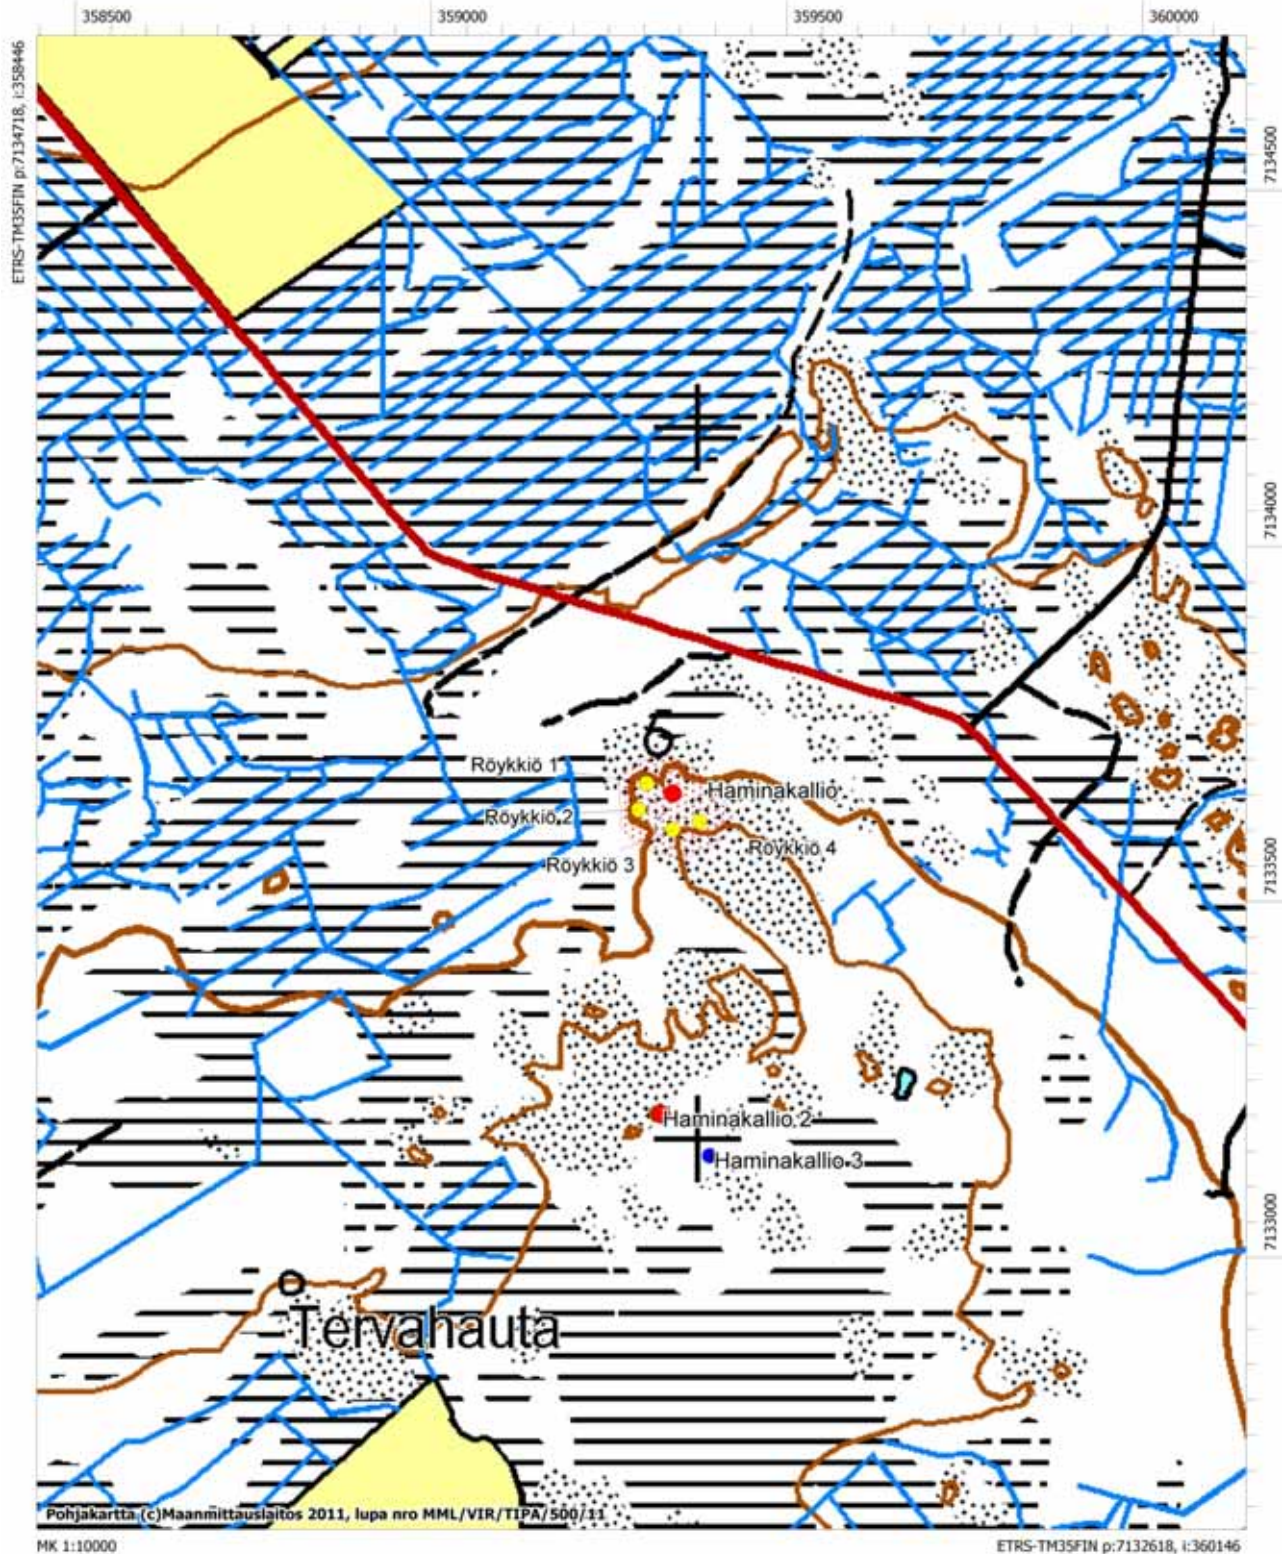 358500 359000 359500 360000
ETRS-TM35FIN p:7134718, i:358446
7134500
7134000
Röykkiö 1
Haminakallio
Röykkiö 2
Röykkiö 4
Röykkiö 3
7133500
Haminakallio 2
Haminakallio 3
7133000
Tervahauta
Pohjakartta (c)Maanmittauslaitos 2011, lupa nro MML/VIR/TIPA/500/11
MK 1:10000 ETRS-TM35FIN p:7132618, i:360146